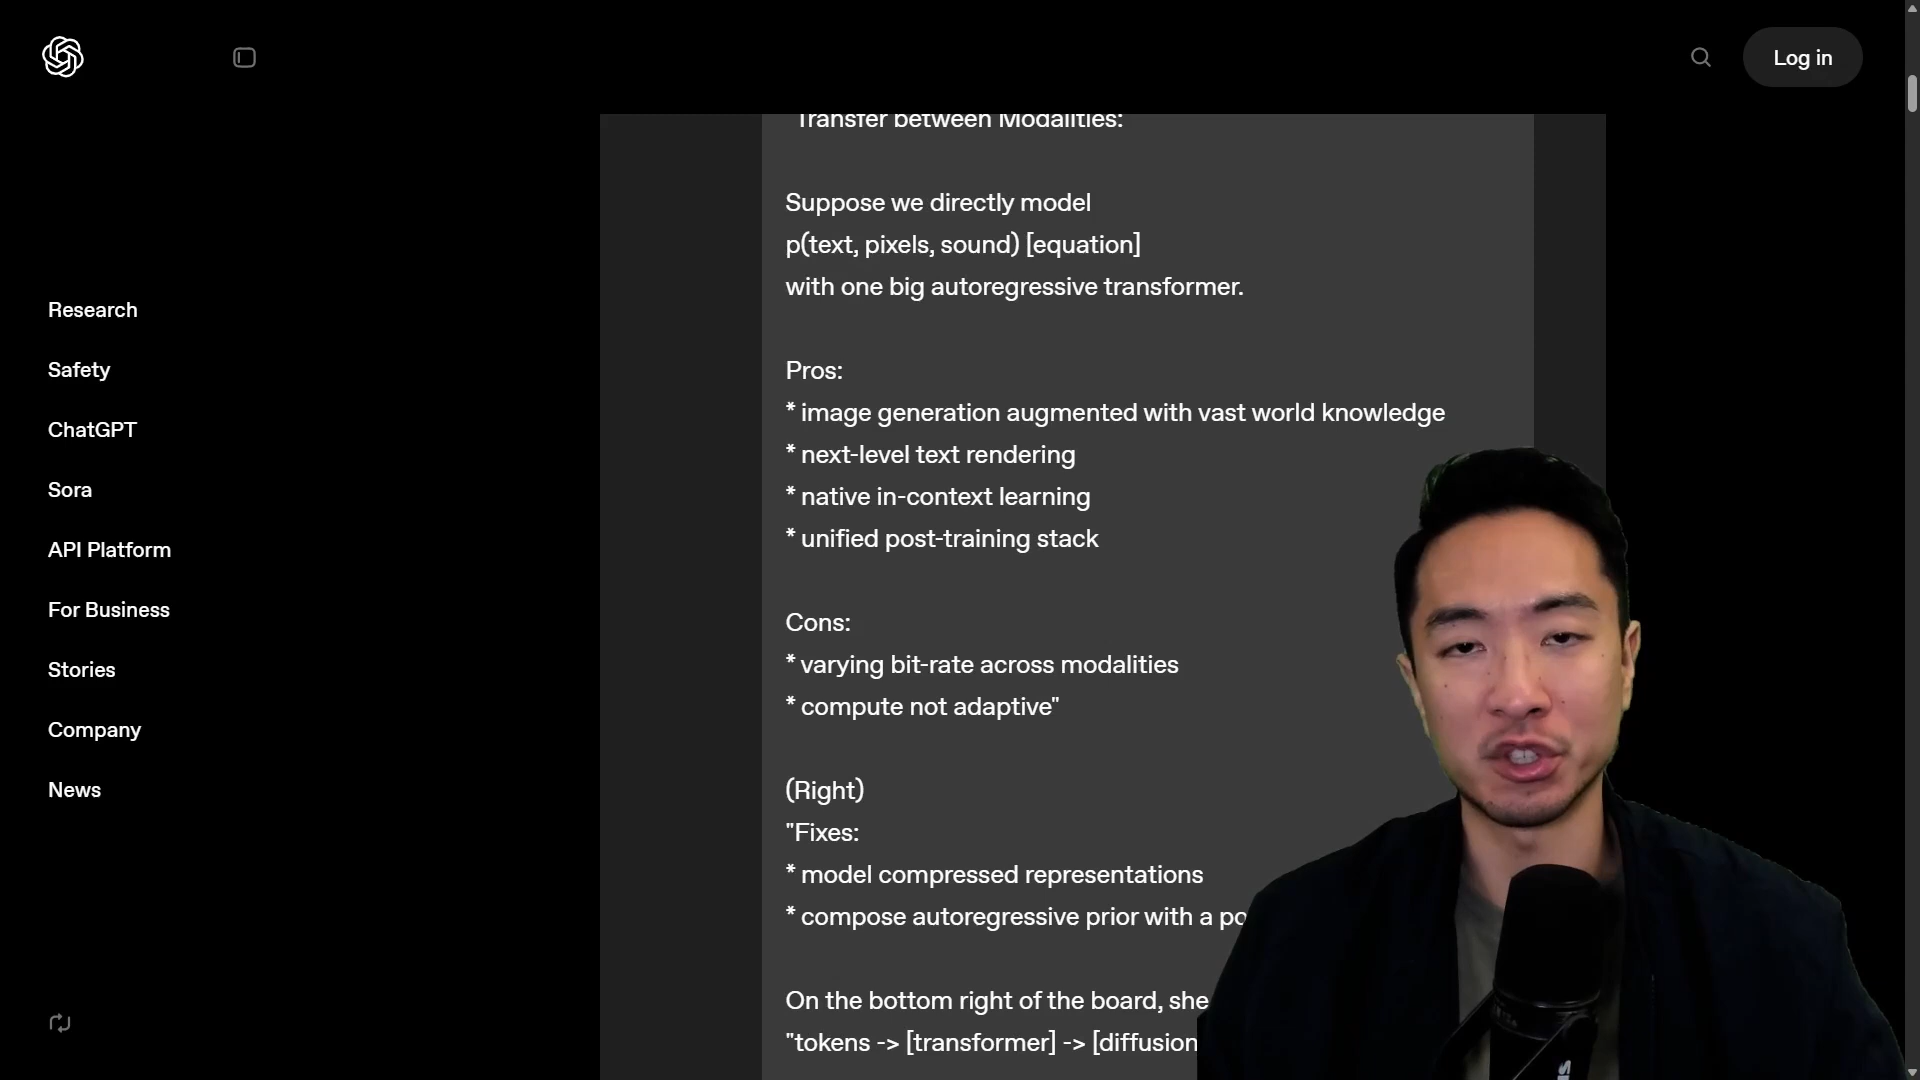 Log in
Research
Safety
ChatGPT
Sora
API Platform
For Business
Stories
Company
News
Transfer between Modalities:
Suppose we directly model
p(text, pixels, sound) [equation]
with one big autoregressive transformer.
Pros:
* image generation augmented with vast world knowledge
* next-level text rendering
* native in-context learning
* unified post-training stack
Cons:
* varying bit-rate across modalities
* compute not adaptive"
(Right)
"Fixes:
* model compressed representations
* compose autoregressive prior with a
On the bottom right of the board, she
"tokens -> [transformer] -> [diffusion